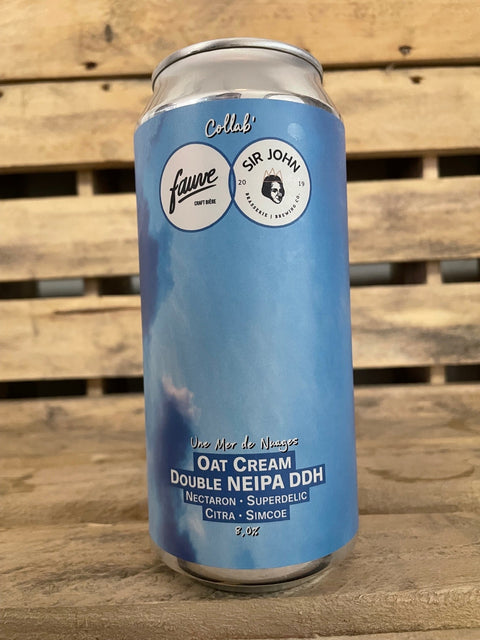 Collab'
fauve
CRAFT BIÈRE
SIR JOHN
20 19
BRASSERIE | BREWING CO.
Une Mer de Nuages
OAT CREAM
DOUBLE NEIPA DDH
NECTARON • SUPERDELIC
CITRA • SIMCOE
8,0%